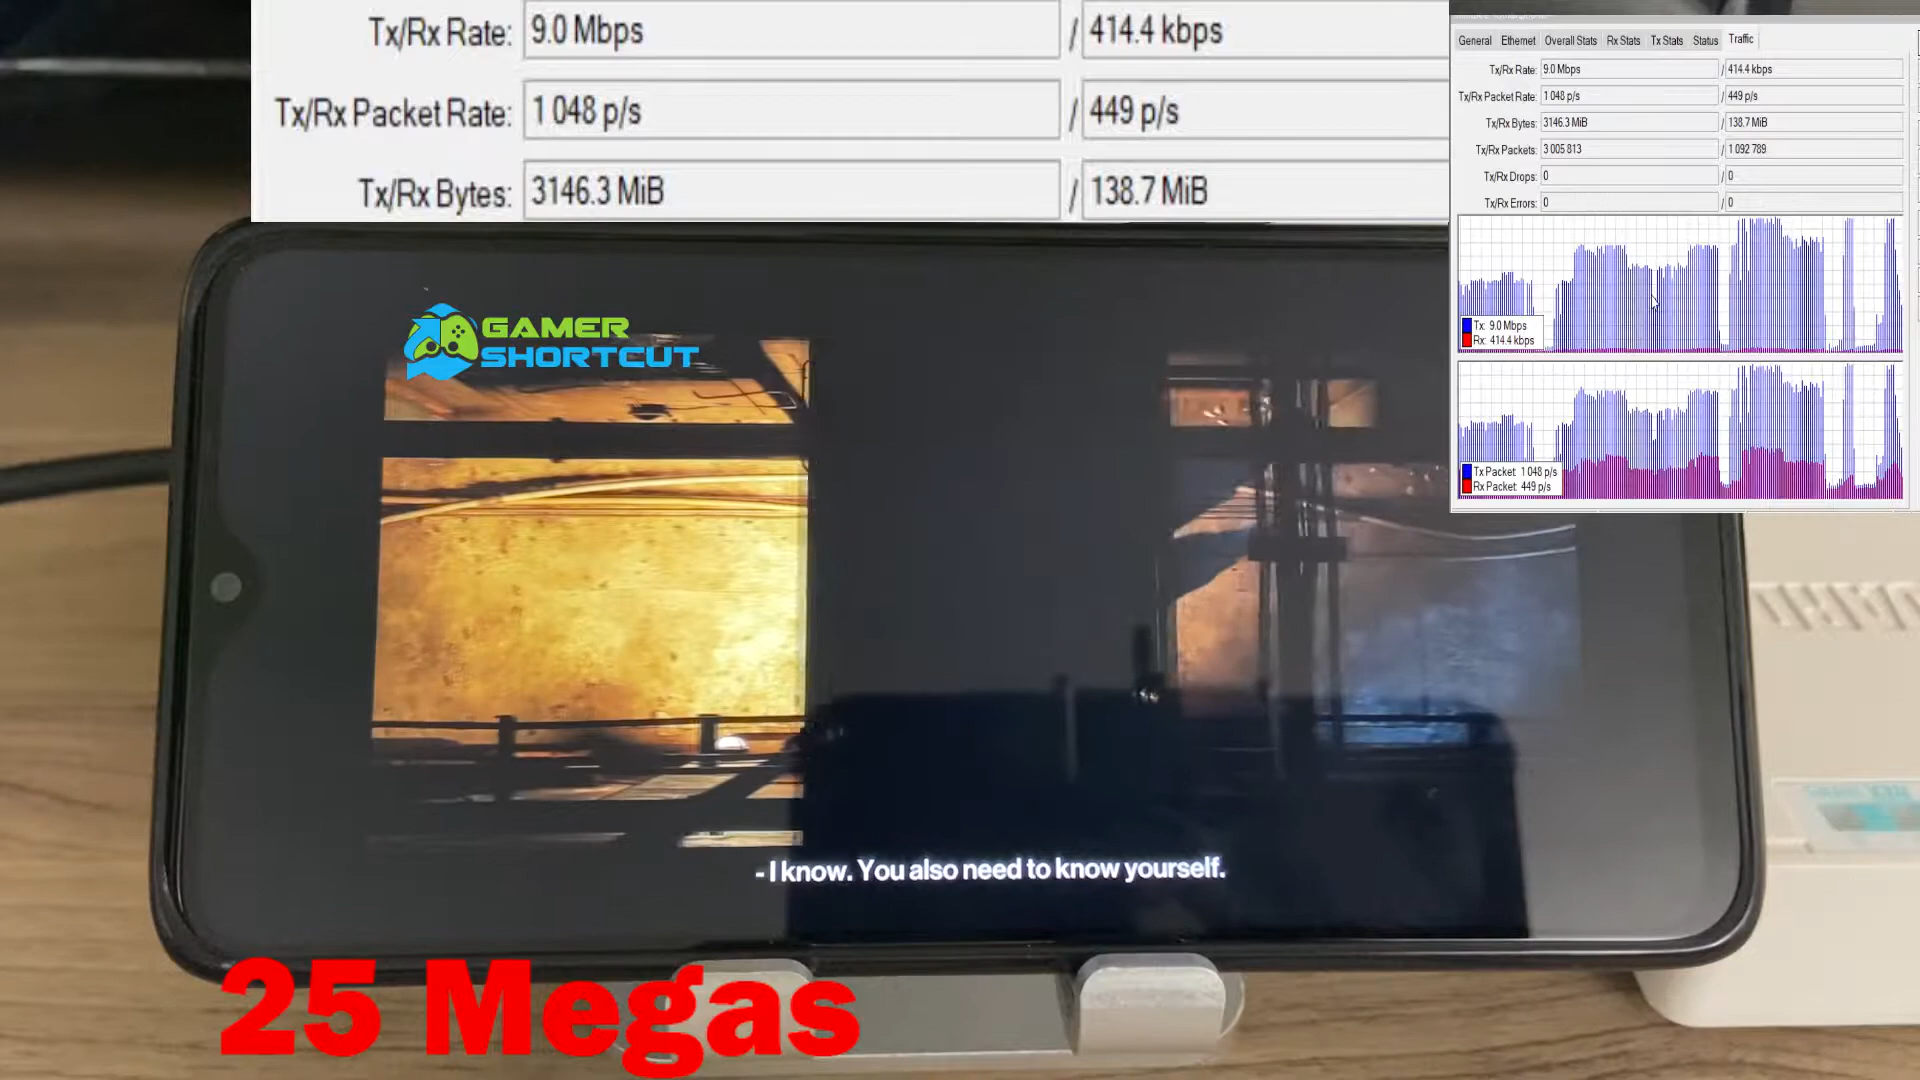 Tx/Rx Rate: 9.0 Mbps / 414.4 kbps
Tx/Rx Packet Rate: 1 048 p/s / 449 p/s
Tx/Rx Bytes: 3146.3 MiB / 138.7 MiB
General Ethernet Overall Stats Rx Stats Tx Stats Status Traffic
Tx/Rx Rate: 9.0 Mbps / 414.4 kbps
Tx/Rx Packet Rate: 1 048 p/s / 449 p/s
Tx/Rx Bytes: 3146.3 MiB / 138.7 MiB
Tx/Rx Packets: 3 005 813 / 1 092 789
Tx/Rx Drops: 0 / 0
Tx/Rx Errors: 0 / 0
Tx: 9.0 Mbps
Rx: 414.4 kbps
Tx Packet: 1 048 p/s
Rx Packet: 449 p/s
GAMER
SHORTCUT
- I know. You also need to know yourself.
25 Megas